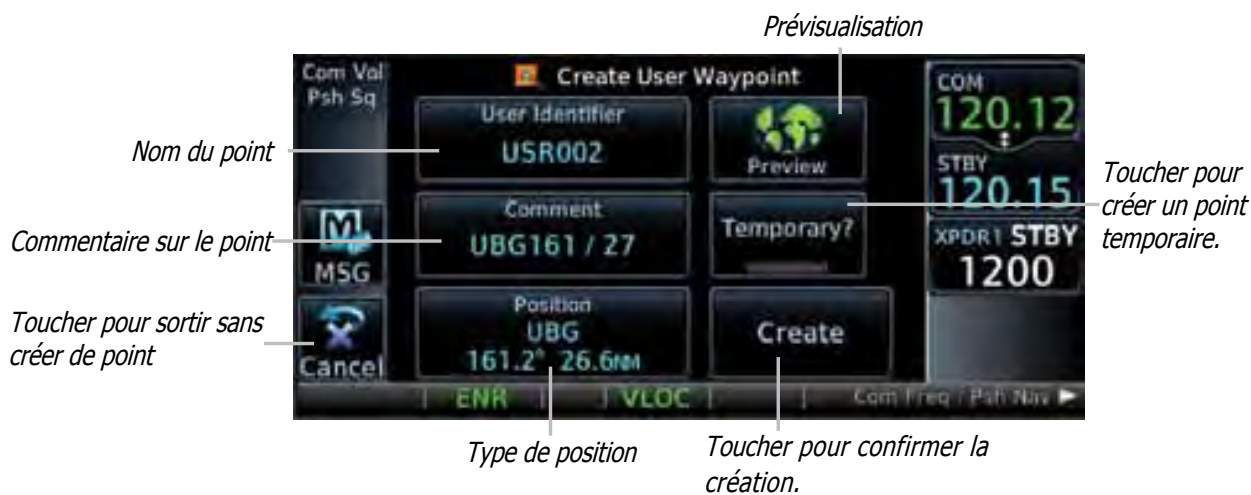 Prévisualisation
Com Vol
Psh Sq
Create User Waypoint
User Identifier
USR002
Preview
COM
120.12
STBY
120.15
Nom du point
Comment
UBG161 / 27
Temporary?
Commentaire sur le point
MSG
XPDR1 STBY
1200
Toucher pour
créer un point
temporaire.
Position
UBG
161.2° 26.6NM
Create
Toucher pour sortir sans
créer de point
Cancel
ENR
VLOC
Com Freq / Psh Nav
Type de position
Toucher pour confirmer la
création.